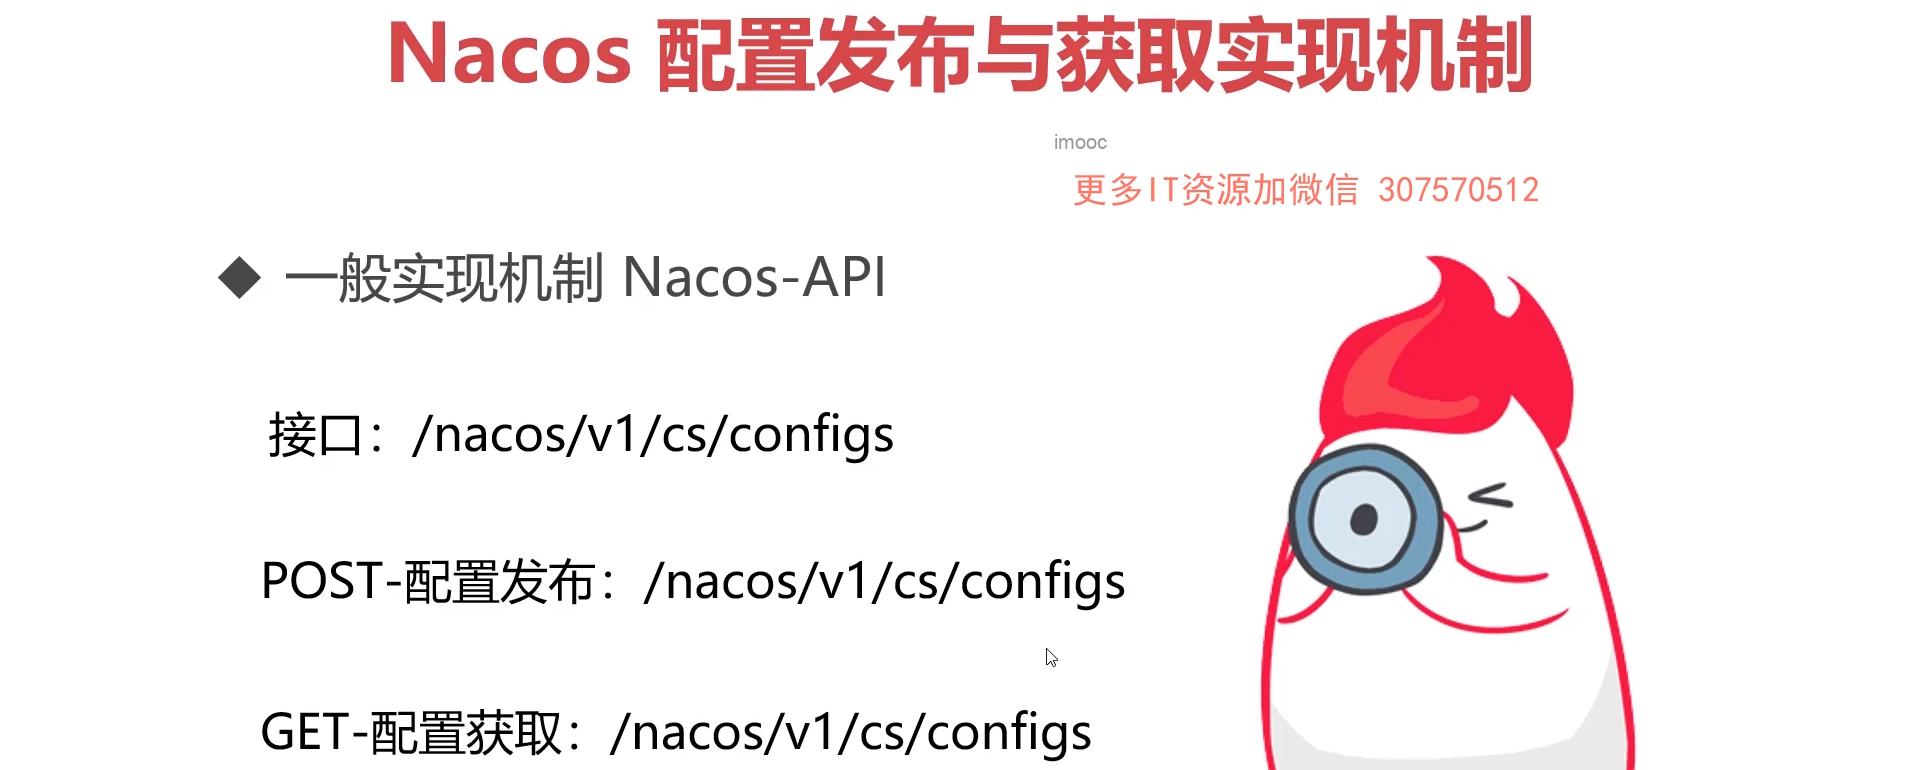 Nacos 配置发布与获取实现机制
imooc
更多IT资源加微信 307570512
一般实现机制 Nacos-API
接口：/nacos/v1/cs/configs
POST-配置发布：/nacos/v1/cs/configs
GET-配置获取：/nacos/v1/cs/configs